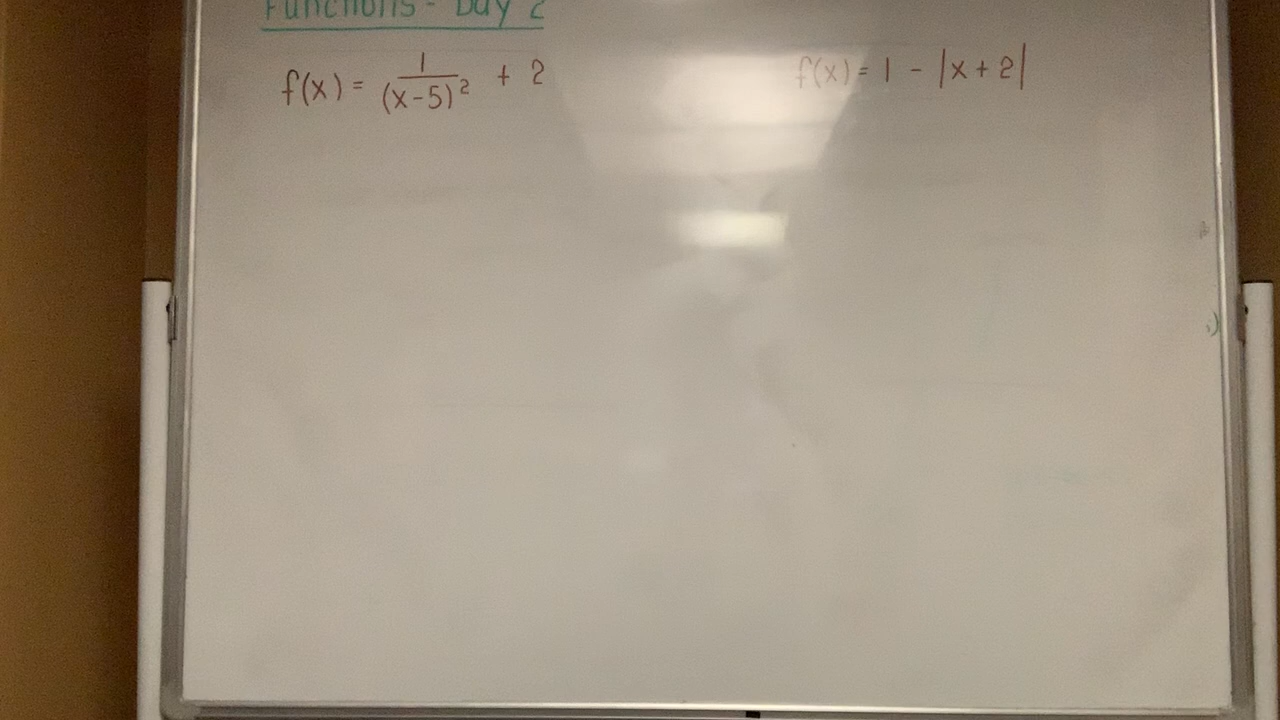 Functions - Day 2
f(x) = 1/(x-5)² + 2
f(x) = 1 - |x+2|